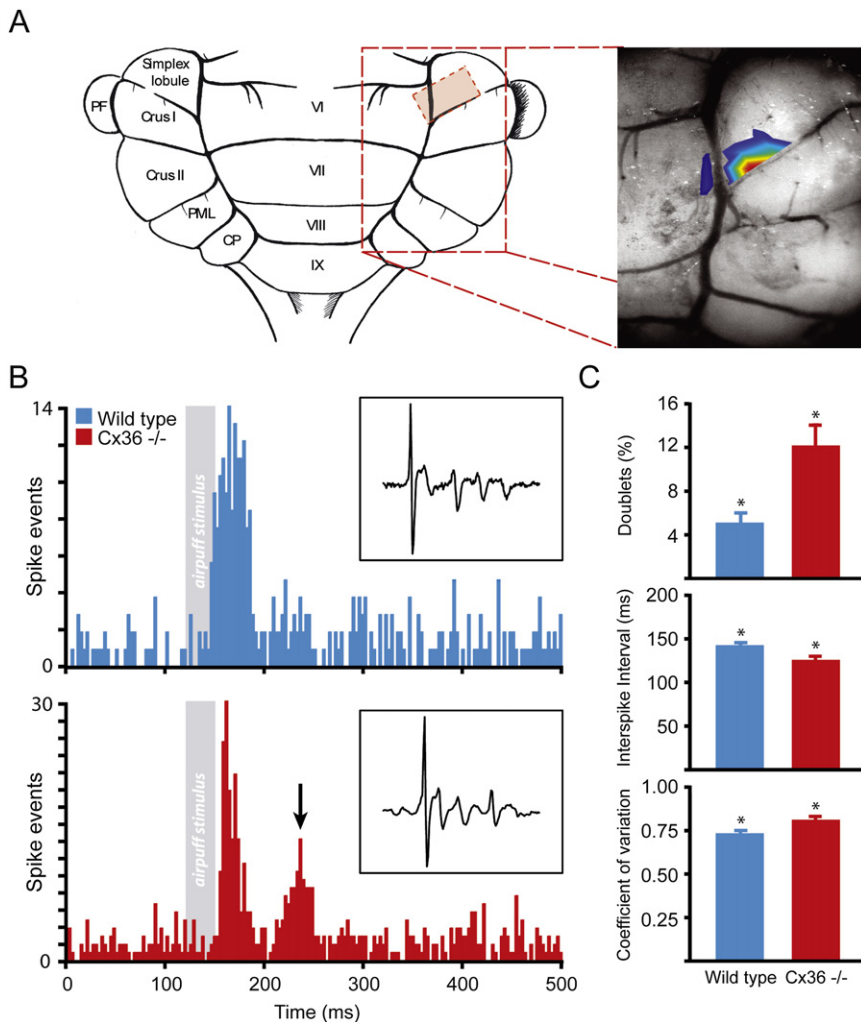 A
Simplex
lobule
PF
Crus I
VI
Crus II
VII
PML
VIII
CP
IX
B
14
Wild type
Cx36 -/-
airpuff stimulus
Spike events
0
30
airpuff stimulus
Spike events
0
0
100
200
300
400
500
Time (ms)
C
16
*
12
Doublets (%)
8
*
4
200
Interspike Interval (ms)
150
*
*
100
50
1.00
Coefficient of variation
*
*
0.75
0.50
0.25
Wild type
Cx36 -/-